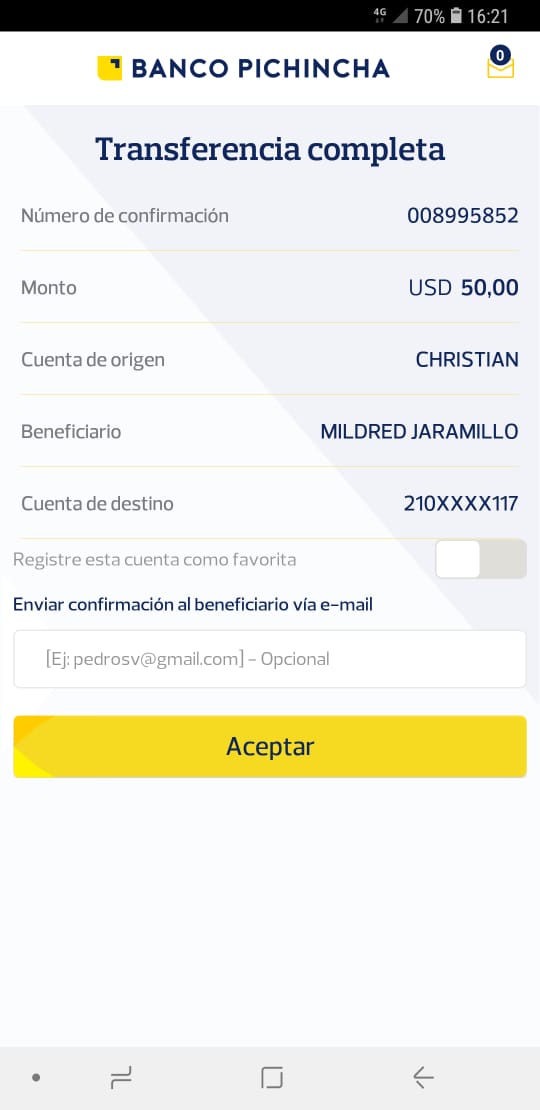 4G 70% 16:21
BANCO PICHINCHA 0
Transferencia completa
Número de confirmación 008995852
Monto USD 50,00
Cuenta de origen CHRISTIAN
Beneficiario MILDRED JARAMILLO
Cuenta de destino 210XXXX117
Registre esta cuenta como favorita
Enviar confirmación al beneficiario vía e-mail
[Ej: pedrosv@gmail.com] - Opcional
Aceptar